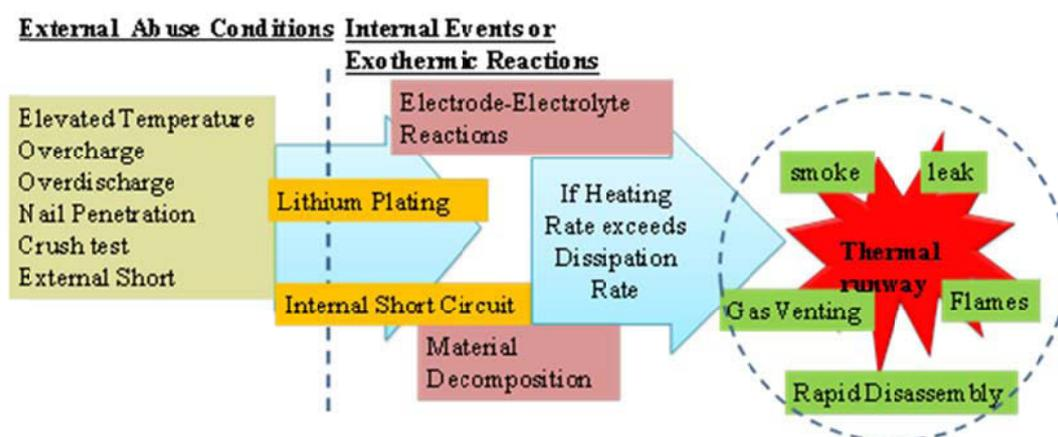 External Abuse Conditions
Internal Events or
Exothermic Reactions
Elevated Temperature
Overcharge
Overdischarge
Nail Penetration
Crush test
External Short
Lithium Plating
Internal Short Circuit
Electrode-Electrolyte
Reactions
Material
Decomposition
If Heating
Rate exceeds
Dissipation
Rate
smoke
leak
Thermal
runway
Gas Venting
Flames
Rapid Disassembly